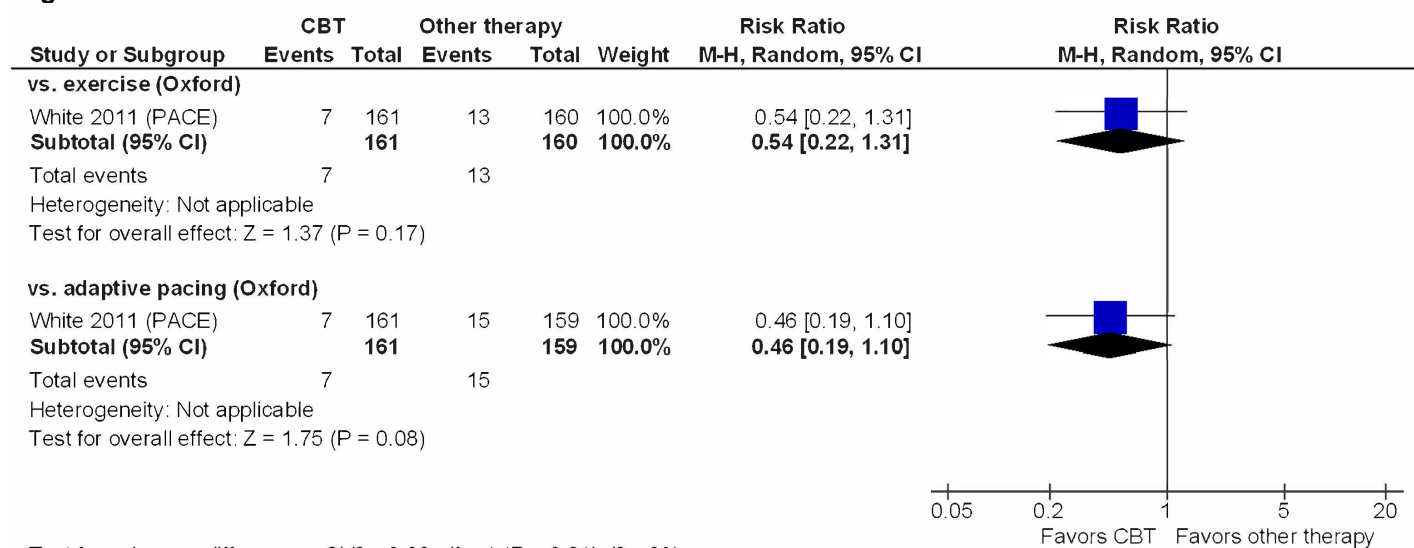 CBT Other therapy Risk Ratio Risk Ratio
Study or Subgroup Events Total Events Total Weight M-H, Random, 95% CI M-H, Random, 95% CI
vs. exercise (Oxford)
White 2011 (PACE) 7 161 13 160 100.0% 0.54 [0.22, 1.31]
Subtotal (95% CI) 161 160 100.0% 0.54 [0.22, 1.31]
Total events 7 13
Heterogeneity: Not applicable
Test for overall effect: Z = 1.37 (P = 0.17)
vs. adaptive pacing (Oxford)
White 2011 (PACE) 7 161 15 159 100.0% 0.46 [0.19, 1.10]
Subtotal (95% CI) 161 159 100.0% 0.46 [0.19, 1.10]
Total events 7 15
Heterogeneity: Not applicable
Test for overall effect: Z = 1.75 (P = 0.08)
0.05 0.2 1 5 20
Favors CBT Favors other therapy